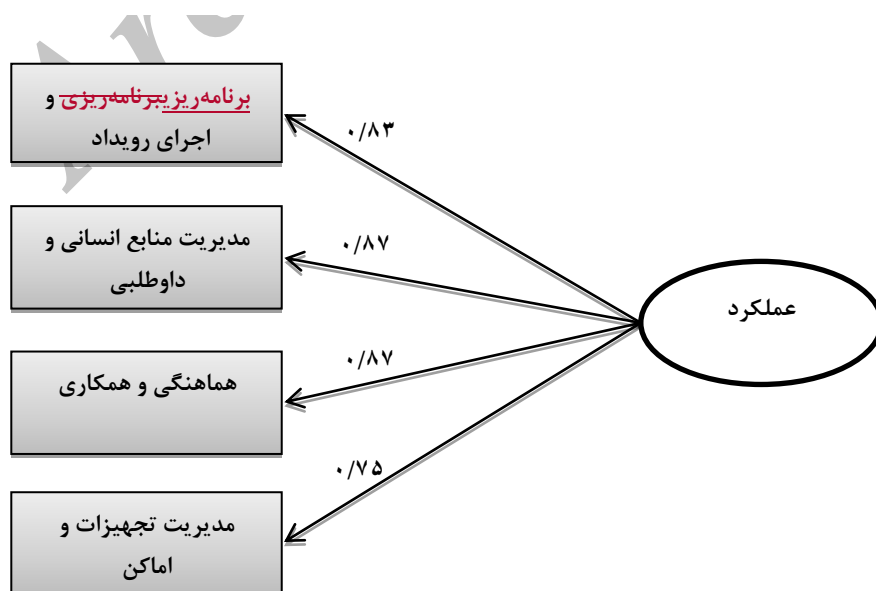 برنامه‌ریزيبرنامه‌ریزی و
اجرای رویداد
۰/۸۳
مدیریت منابع انسانی و
داوطلبی
۰/۸۷
عملکرد
هماهنگی و همکاری
۰/۸۷
مدیریت تجهیزات و
اماکن
۰/۷۵